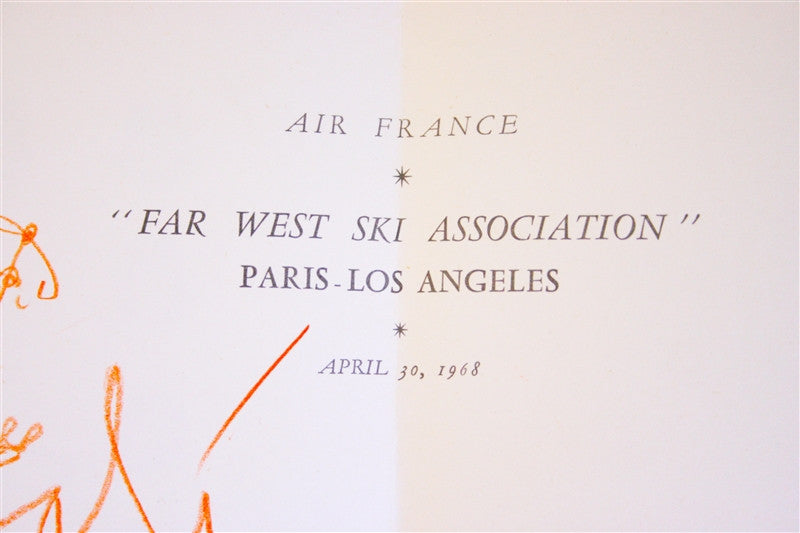 AIR FRANCE
"FAR WEST SKI ASSOCIATION"
PARIS-LOS ANGELES
APRIL 30, 1968